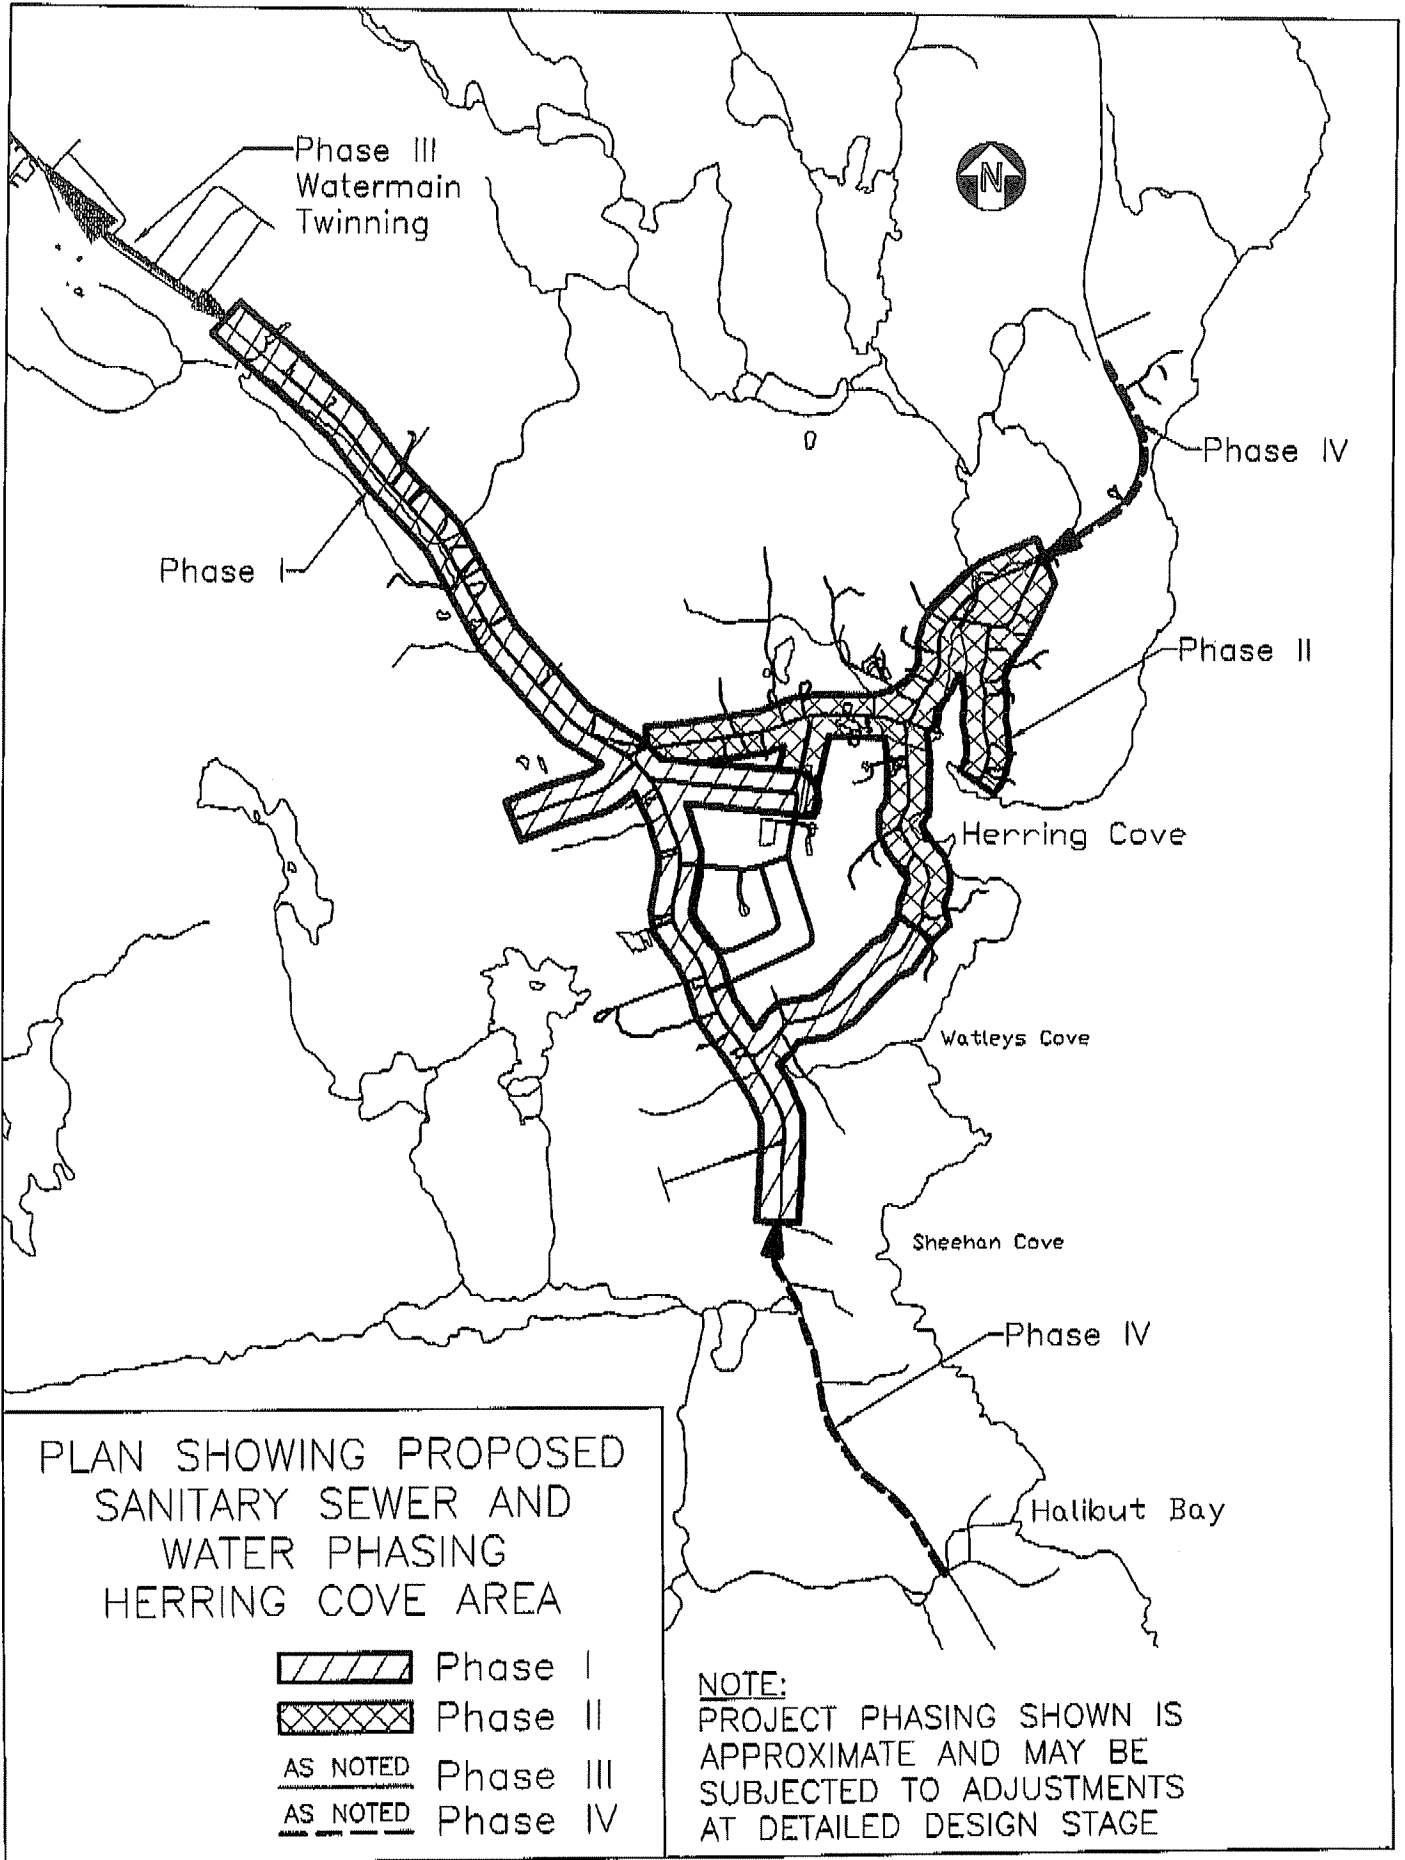 Phase III
Watermain
Twinning
N
Phase IV
Phase I
Phase II
Herring Cove
Watleys Cove
Sheehan Cove
Phase IV
Halibut Bay
PLAN SHOWING PROPOSED
SANITARY SEWER AND
WATER PHASING
HERRING COVE AREA
Phase I
Phase II
AS NOTED Phase III
AS NOTED Phase IV
NOTE:
PROJECT PHASING SHOWN IS
APPROXIMATE AND MAY BE
SUBJECTED TO ADJUSTMENTS
AT DETAILED DESIGN STAGE